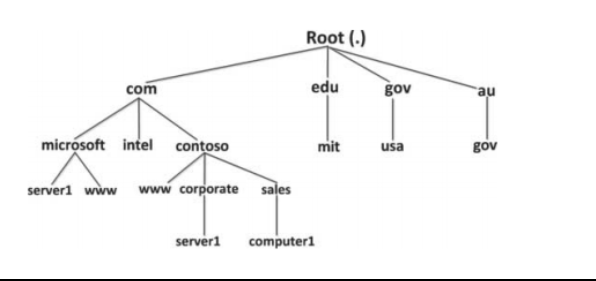 Root (.)
com edu gov au
microsoft intel contoso mit usa gov
server1 www www corporate sales
server1 computer1